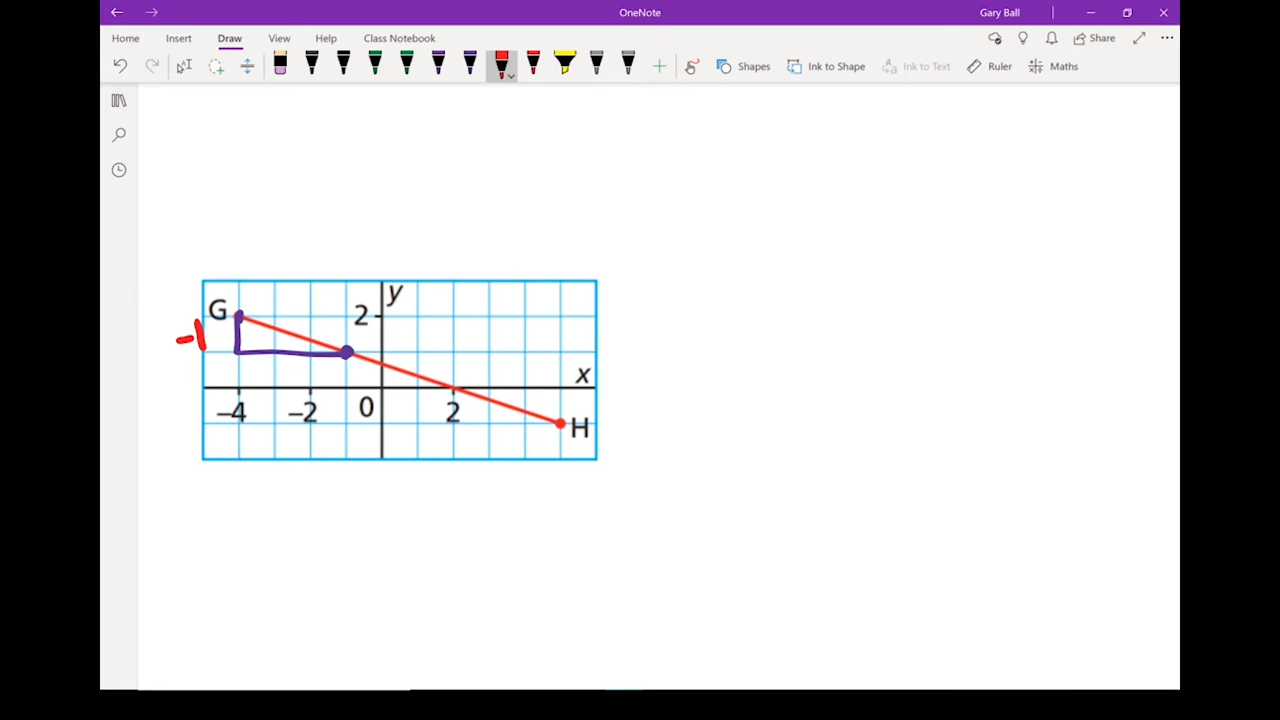 OneNote
Gary Ball
Home Insert Draw View Help Class Notebook
Share
Shapes Ink to Shape Ink to Text Ruler Maths
y
G 2
-1
x
–4 –2 0 2 H